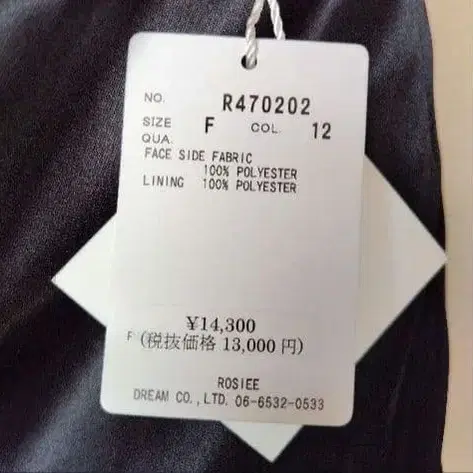 NO. R470202
SIZE F COL. 12
QUA.
FACE SIDE FABRIC
100% POLYESTER
LINING 100% POLYESTER
¥14,300
F (税抜価格 13,000 円)
ROSIEE
DREAM CO.,LTD. 06-6532-0533